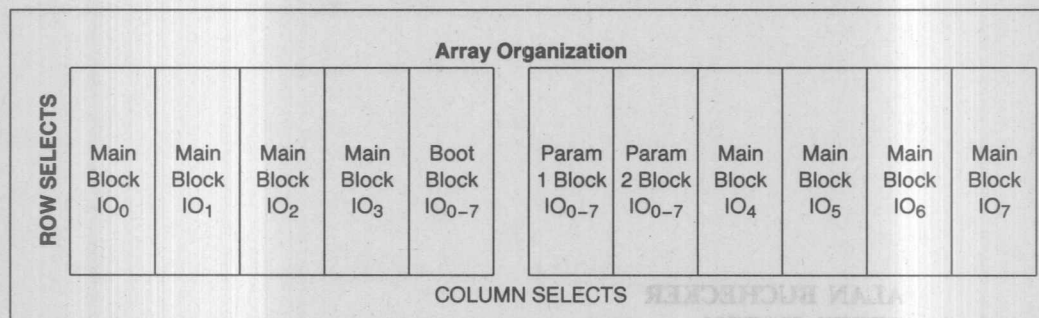 Array Organization
ROW SELECTS
Main Main Main Main Boot Param Param Main Main Main Main
Block Block Block Block Block 1 Block 2 Block Block Block Block Block
IO₀ IO₁ IO₂ IO₃ IO₀₋₇ IO₀₋₇ IO₀₋₇ IO₄ IO₅ IO₆ IO₇
COLUMN SELECTS
ALAN BUCHECKER